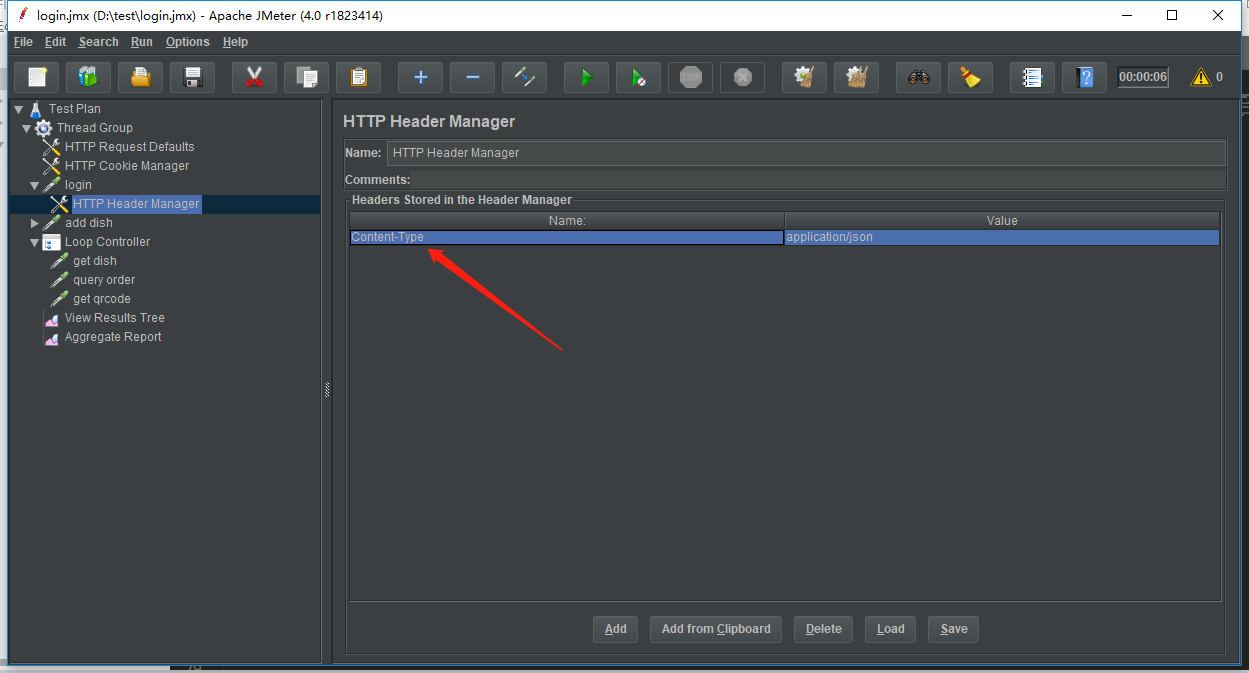 login.jmx (D:\test\login.jmx) - Apache JMeter (4.0 r1823414)
File Edit Search Run Options Help
STOP
00:00:06
0
Test Plan
Thread Group
HTTP Request Defaults
HTTP Cookie Manager
login
HTTP Header Manager
add dish
Loop Controller
get dish
query order
get qrcode
View Results Tree
Aggregate Report
HTTP Header Manager
Name: HTTP Header Manager
Comments:
Headers Stored in the Header Manager
Name: Value
Content-Type application/json
Add Add from Clipboard Delete Load Save